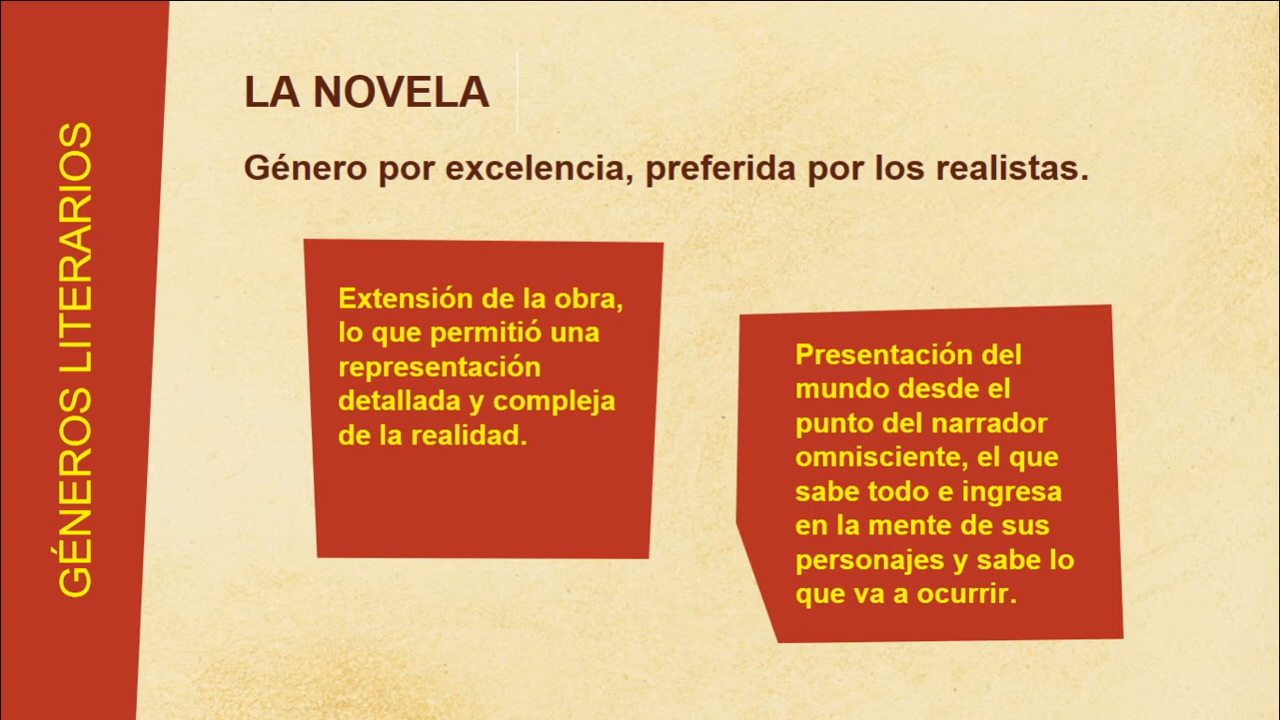 GÉNEROS LITERARIOS
LA NOVELA
Género por excelencia, preferida por los realistas.
Extensión de la obra,
lo que permitió una
representación
detallada y compleja
de la realidad.
Presentación del
mundo desde el
punto del narrador
omnisciente, el que
sabe todo e ingresa
en la mente de sus
personajes y sabe lo
que va a ocurrir.